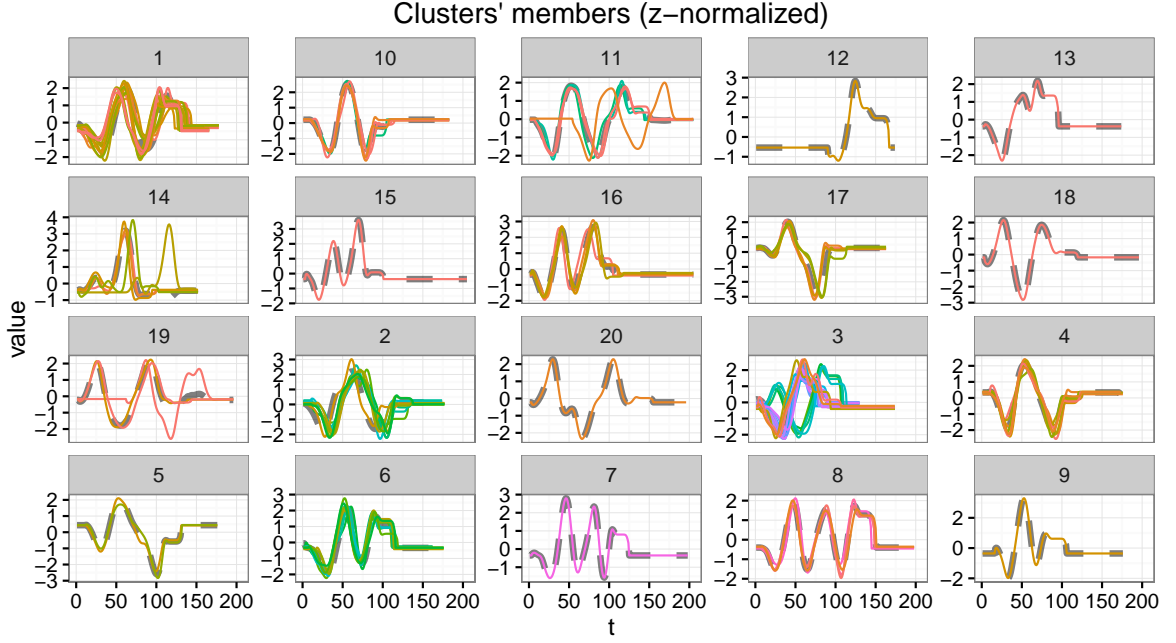 Clusters' members (z−normalized)
1 10 11 12 13
2 1 0 −1 −2
2 1 0 −1 −2
2 1 0 −1 −2
3 2 1 0 −1
2 1 0 −1 −2
14 15 16 17 18
4 3 2 1 0 −1
3 2 1 0 −1 −2
3 2 1 0 −1 −2
2 1 0 −1 −2 −3
2 1 0 −1 −2 −3
value
19 2 20 3 4
2 1 0 −1 −2
3 2 1 0 −1 −2
2 1 0 −1 −2
2 1 0 −1 −2
2 1 0 −1 −2
5 6 7 8 9
2 1 0 −1 −2 −3
3 2 1 0 −1 −2
3 2 1 0 −1
2 1 0 −1 −2
2 0 −2
0 50 100 150 200 0 50 100 150 200 0 50 100 150 200 0 50 100 150 200 0 50 100 150 200
t